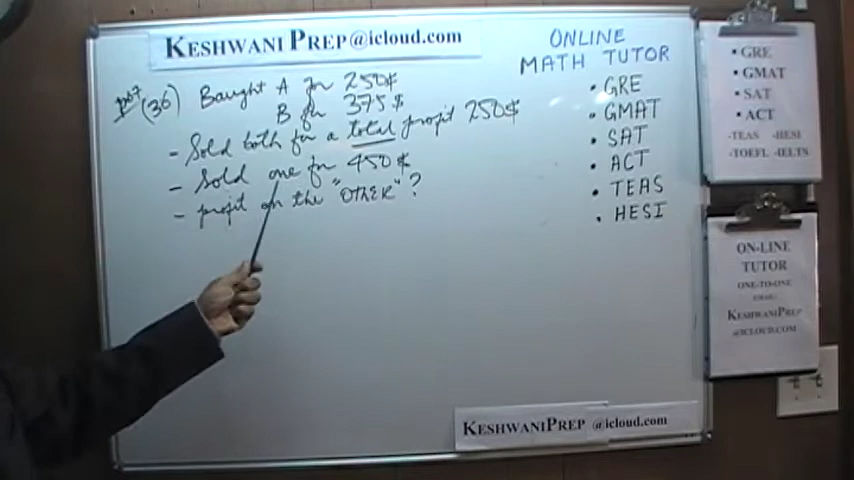 KESHWANI PREP@icloud.com
(36) Baught A for 250$
B for 375$
- Sold both for a total profit 250$
- Sold one for 450$
- profit on the "OTHER" ?
ONLINE
MATH TUTOR
• GRE
• GMAT
• SAT
• ACT
• TEAS
• HESI
• GRE
• GMAT
• SAT
• ACT
-TEAS -HESI
-TOEFL -IELTS
ON-LINE
TUTOR
ONE-TO-ONE
KESHWANIPREP
@ICLOUD.COM
KESHWANIPREP @icloud.com